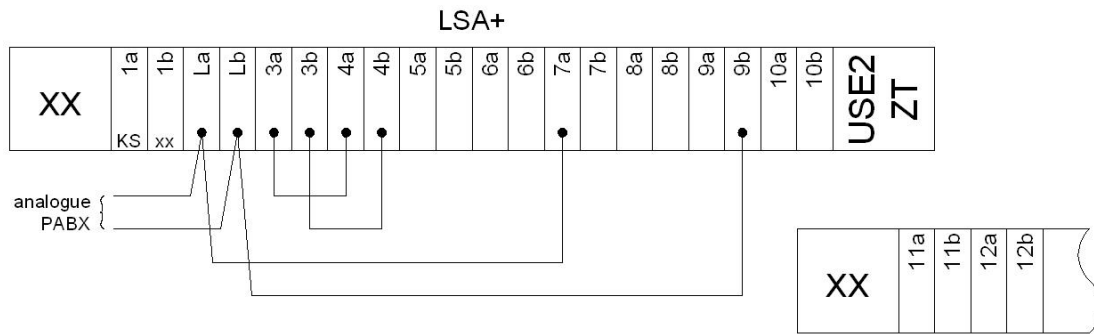 LSA+
XX
1a
1b
La
Lb
3a
3b
4a
4b
5a
5b
6a
6b
7a
7b
8a
8b
9a
9b
10a
10b
USE2
ZT
KS
xx
analogue
PABX
XX
11a
11b
12a
12b